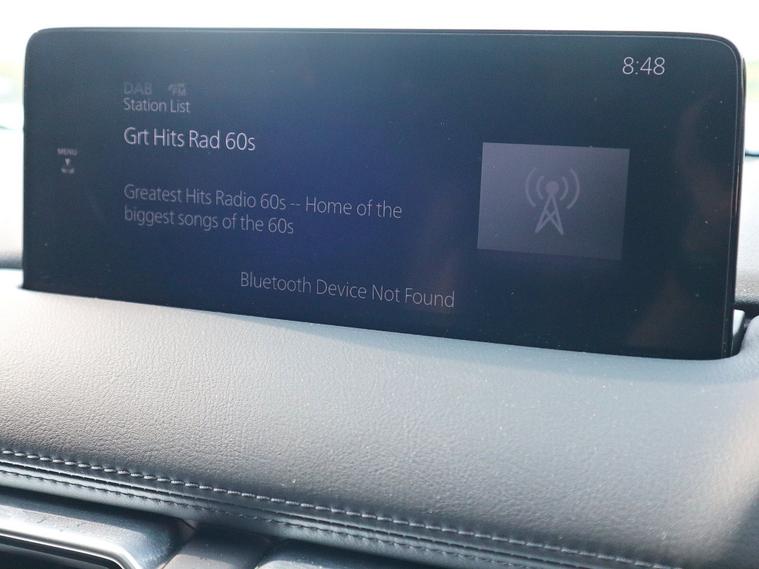 8:48
DAB FM
Station List
Grt Hits Rad 60s
MENU
Greatest Hits Radio 60s -- Home of the
biggest songs of the 60s
Bluetooth Device Not Found